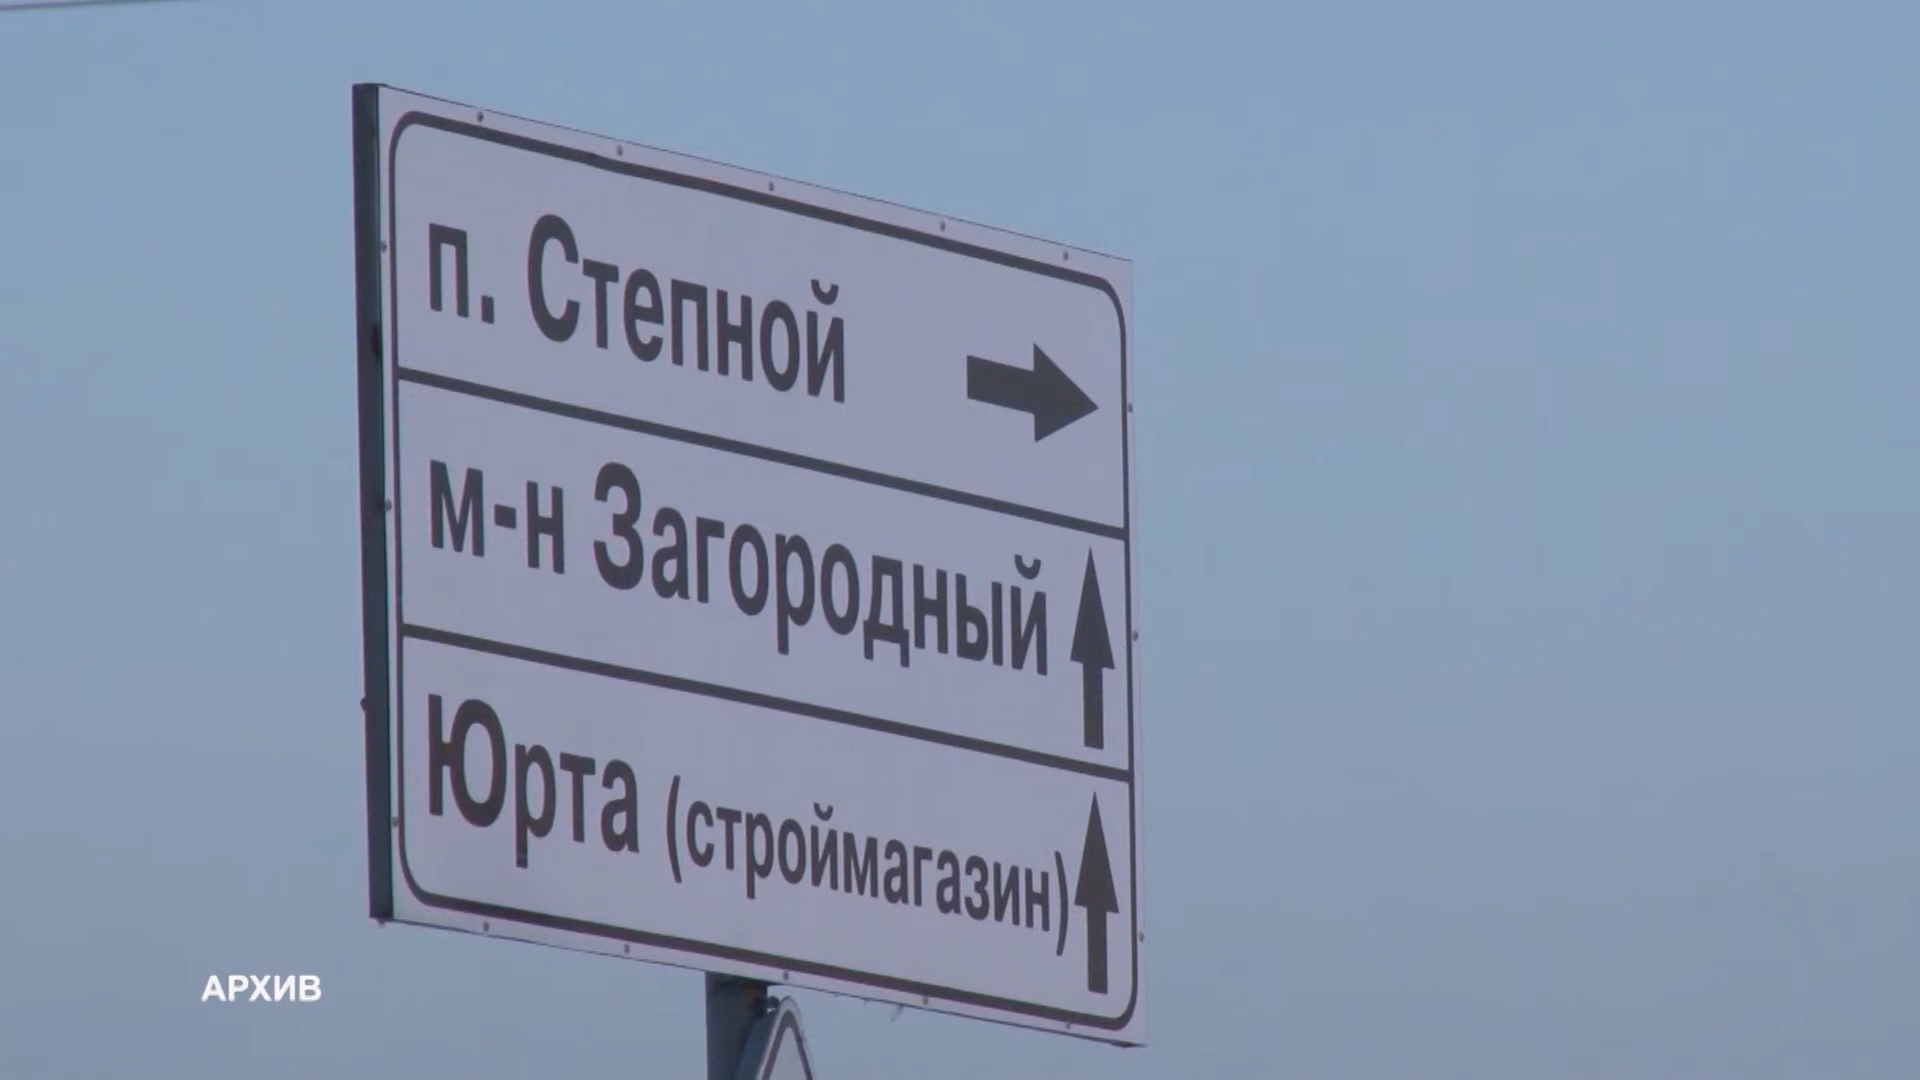 п. Степной
м-н Загородный
Юрта (строймагазин)
АРХИВ